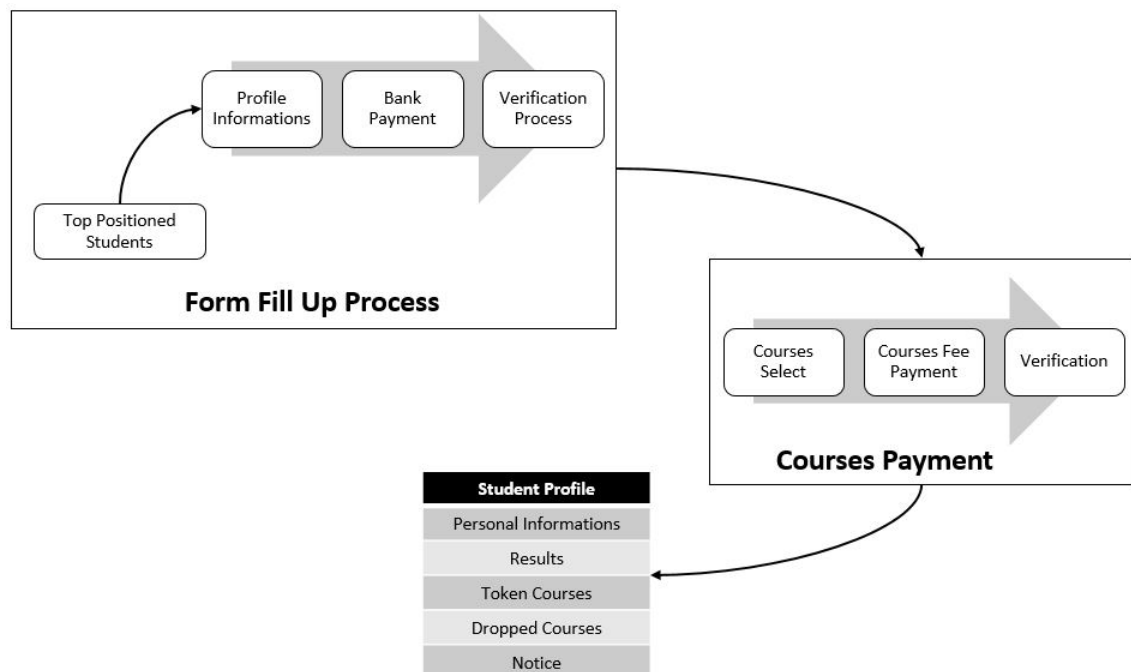 Profile
Informations
Bank
Payment
Verification
Process
Top Positioned
Students
Form Fill Up Process
Courses
Select
Courses Fee
Payment
Verification
Courses Payment
Student Profile
Personal Informations
Results
Token Courses
Dropped Courses
Notice